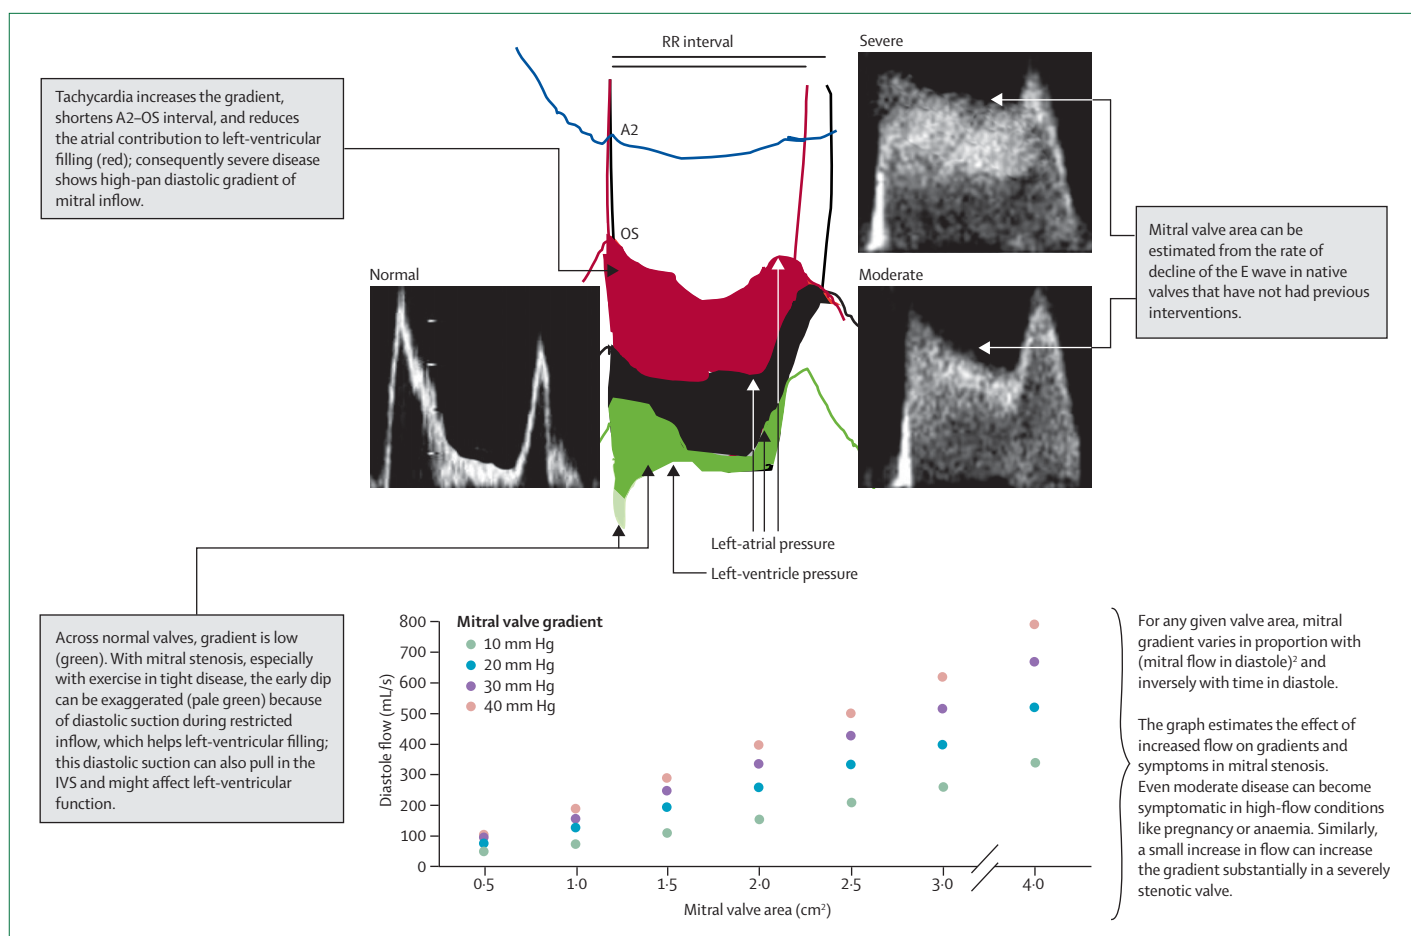 RR interval
Severe
Tachycardia increases the gradient,
shortens A2–OS interval, and reduces
the atrial contribution to left-ventricular
filling (red); consequently severe disease
shows high-pan diastolic gradient of
mitral inflow.
A2
OS
Normal
Moderate
Mitral valve area can be
estimated from the rate of
decline of the E wave in native
valves that have not had previous
interventions.
Left-atrial pressure
Left-ventricle pressure
Across normal valves, gradient is low
(green). With mitral stenosis, especially
with exercise in tight disease, the early dip
can be exaggerated (pale green) because
of diastolic suction during restricted
inflow, which helps left-ventricular filling;
this diastolic suction can also pull in the
IVS and might affect left-ventricular
function.
Mitral valve gradient
10 mm Hg
20 mm Hg
30 mm Hg
40 mm Hg
Diastole flow (mL/s)
800
700
600
500
400
300
200
100
0
0·5
1·0
1·5
2·0
2·5
3·0
4·0
Mitral valve area (cm²)
For any given valve area, mitral
gradient varies in proportion with
(mitral flow in diastole)² and
inversely with time in diastole.
The graph estimates the effect of
increased flow on gradients and
symptoms in mitral stenosis.
Even moderate disease can become
symptomatic in high-flow conditions
like pregnancy or anaemia. Similarly,
a small increase in flow can increase
the gradient substantially in a severely
stenotic valve.